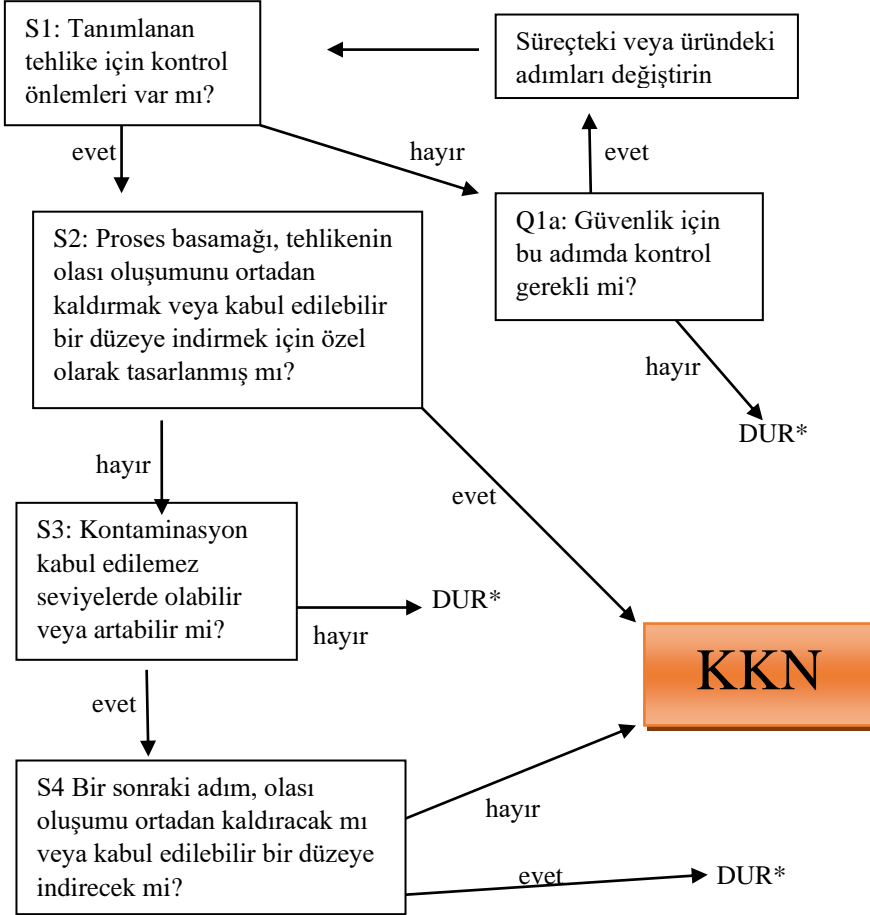 S1: Tanımlanan
tehlike için kontrol
önlemleri var mı?
Süreçteki veya üründeki
adımları değiştirin
evet
hayır
evet
S2: Proses basamağı, tehlikenin
olası oluşumunu ortadan
kaldırmak veya kabul edilebilir
bir düzeye indirmek için özel
olarak tasarlanmış mı?
Q1a: Güvenlik için
bu adımda kontrol
gerekli mi?
hayır
DUR*
hayır
evet
S3: Kontaminasyon
kabul edilemez
seviyelerde olabilir
veya artabilir mi?
DUR*
hayır
KKN
evet
S4 Bir sonraki adım, olası
oluşumu ortadan kaldıracak mı
veya kabul edilebilir bir düzeye
indirecek mi?
hayır
evet
DUR*